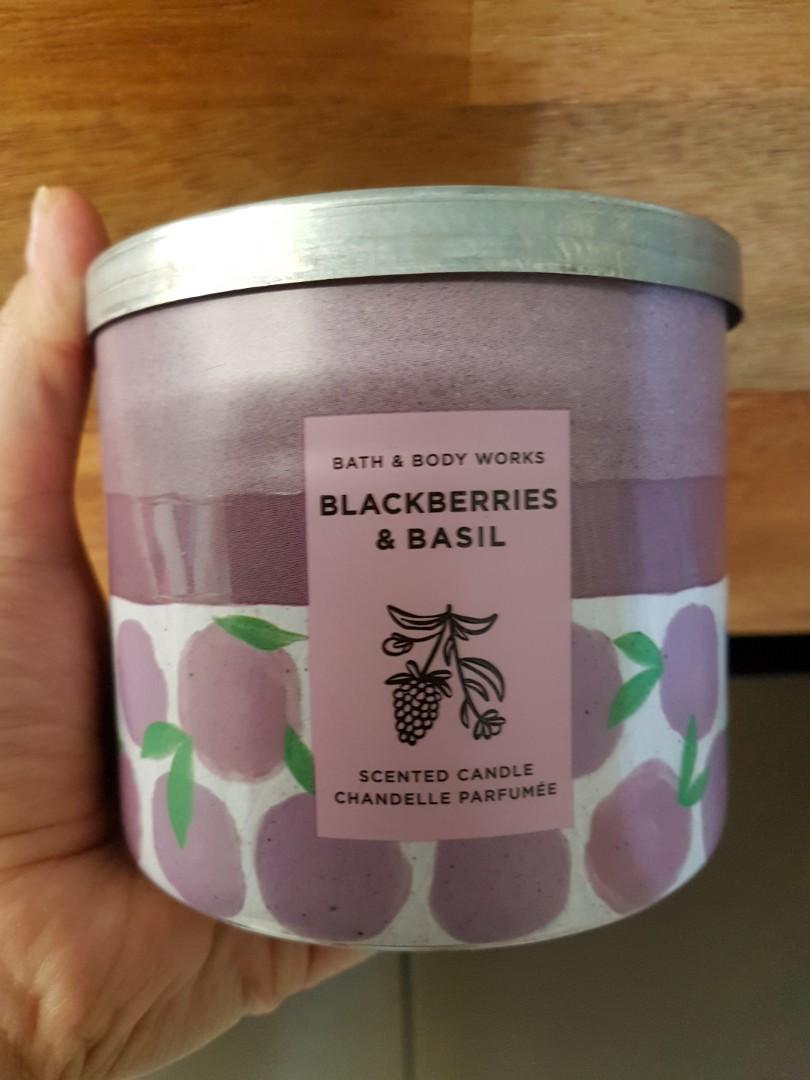 BATH & BODY WORKS
BLACKBERRIES
& BASIL
SCENTED CANDLE
CHANDELLE PARFUMÉE